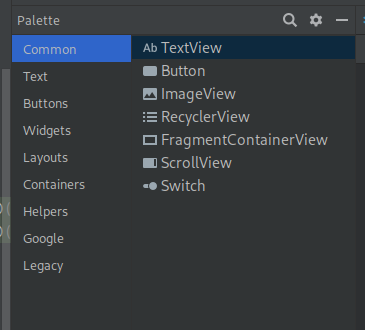 Palette
Common
Text
Buttons
Widgets
Layouts
Containers
Helpers
Google
Legacy
Ab TextView
Button
ImageView
RecyclerView
FragmentContainerView
ScrollView
Switch